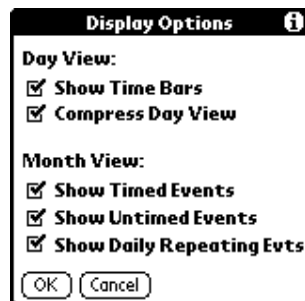 Display Options
Day View:
Show Time Bars
Compress Day View
Month View:
Show Timed Events
Show Untimed Events
Show Daily Repeating Evts
OK Cancel